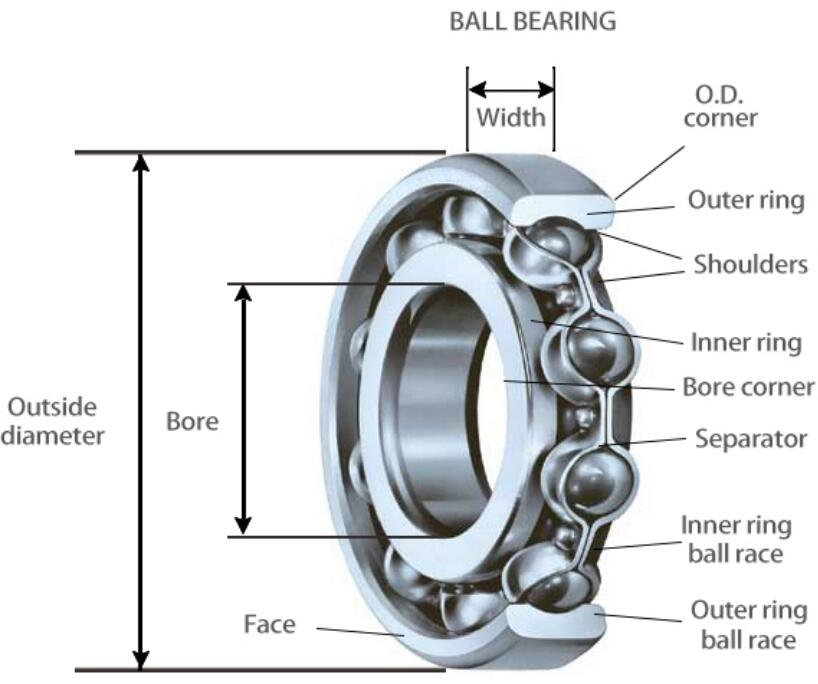 BALL BEARING
Width
O.D.
corner
Outer ring
Shoulders
Inner ring
Bore corner
Separator
Inner ring
ball race
Outer ring
ball race
Outside
diameter
Bore
Face